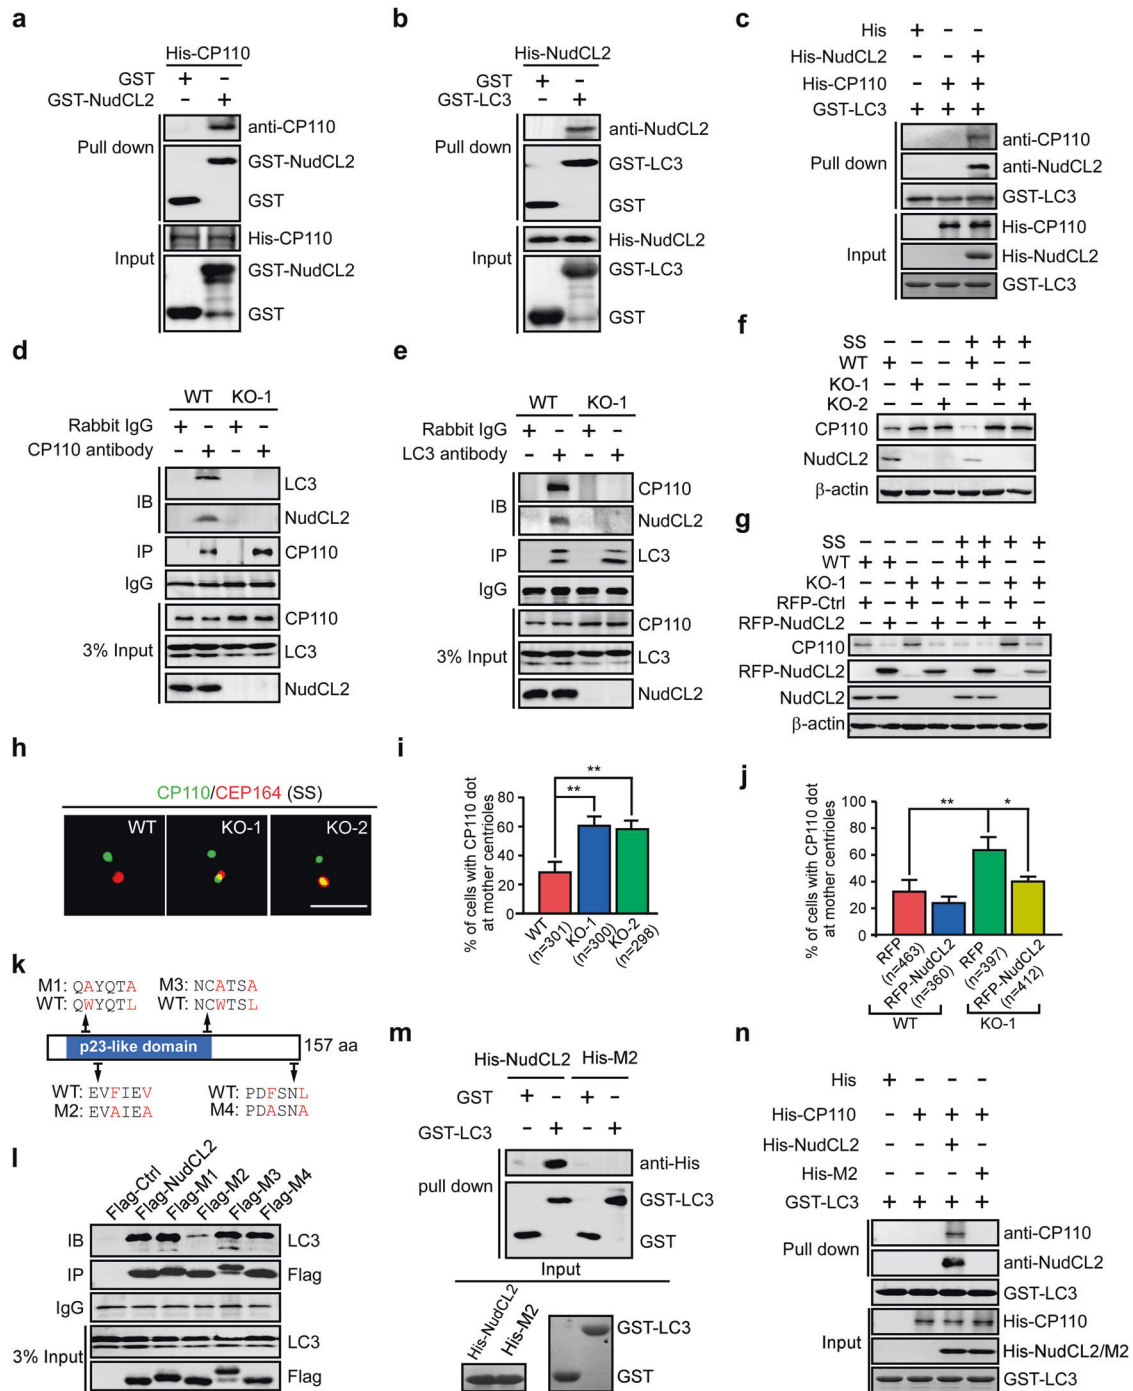 a
His-CP110
GST + -
GST-NudCL2 - +
Pull down
anti-CP110
GST-NudCL2
GST
Input
His-CP110
GST-NudCL2
GST
b
His-NudCL2
GST + -
GST-LC3 - +
Pull down
anti-NudCL2
GST-LC3
GST
Input
His-NudCL2
GST-LC3
GST
c
His + - -
His-NudCL2 - - +
His-CP110 - + +
GST-LC3 + + +
Pull down
anti-CP110
anti-NudCL2
GST-LC3
Input
His-CP110
His-NudCL2
GST-LC3
d
WT KO-1
Rabbit IgG + - + -
CP110 antibody - + - +
IB
LC3
NudCL2
IP CP110
IgG
3% Input
CP110
LC3
NudCL2
e
WT KO-1
Rabbit IgG + - + -
LC3 antibody - + - +
IB
CP110
NudCL2
IP LC3
IgG
3% Input
CP110
LC3
NudCL2
f
SS - - - + + +
WT + - - + - -
KO-1 - + - - + -
KO-2 - - + - - +
CP110
NudCL2
β-actin
g
SS - - - - + + + +
WT + + - - + + - -
KO-1 - - + + - - + +
RFP-Ctrl + - + - + - + -
RFP-NudCL2 - + - + - + - +
CP110
RFP-NudCL2
NudCL2
β-actin
h
CP110/CEP164 (SS)
WT KO-1 KO-2
i
% of cells with CP110 dot
at mother centrioles
80
60
40
20
0
**
**
WT
(n=301)
KO-1
(n=300)
KO-2
(n=298)
j
% of cells with CP110 dot
at mother centrioles
100
80
60
40
20
0
** *
RFP
(n=463)
RFP-NudCL2
(n=360)
RFP
(n=397)
RFP-NudCL2
(n=412)
WT KO-1
k
M1: QAYQTA M3: NCATSA
WT: QWYQTL WT: NCWTSL
p23-like domain 157 aa
WT: EVFIEV WT: PDFSNL
M2: EVAIEA M4: PDASNA
l
Flag-Ctrl
Flag-NudCL2
Flag-M1
Flag-M2
Flag-M3
Flag-M4
IB LC3
IP Flag
IgG
3% Input
LC3
Flag
m
His-NudCL2 His-M2
GST + - + -
GST-LC3 - + - +
pull down
anti-His
GST-LC3
GST
Input
His-NudCL2
His-M2
GST-LC3
GST
n
His + - - -
His-CP110 - + + +
His-NudCL2 - - + -
His-M2 - - - +
GST-LC3 + + + +
Pull down
anti-CP110
anti-NudCL2
GST-LC3
Input
His-CP110
His-NudCL2/M2
GST-LC3